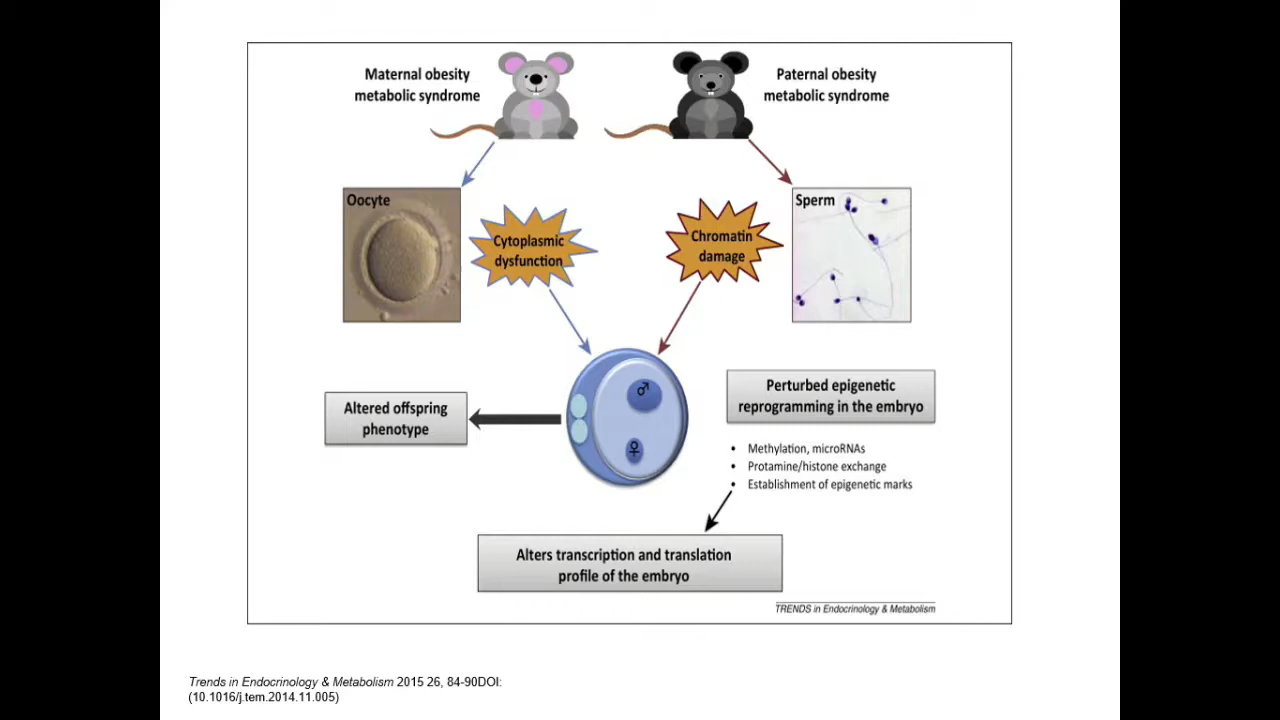 Maternal obesity
metabolic syndrome
Paternal obesity
metabolic syndrome
Oocyte
Cytoplasmic
dysfunction
Chromatin
damage
Sperm
♂
♀
Altered offspring
phenotype
Perturbed epigenetic
reprogramming in the embryo
• Methylation, microRNAs
• Protamine/histone exchange
• Establishment of epigenetic marks
Alters transcription and translation
profile of the embryo
TRENDS in Endocrinology & Metabolism
Trends in Endocrinology & Metabolism 2015 26, 84-90DOI:
(10.1016/j.tem.2014.11.005)